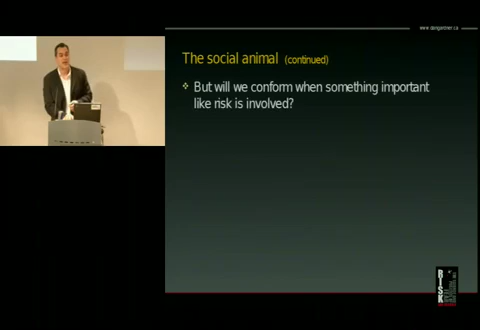 www.dangardner.ca
The social animal (continued)
But will we conform when something important
like risk is involved?
RISK